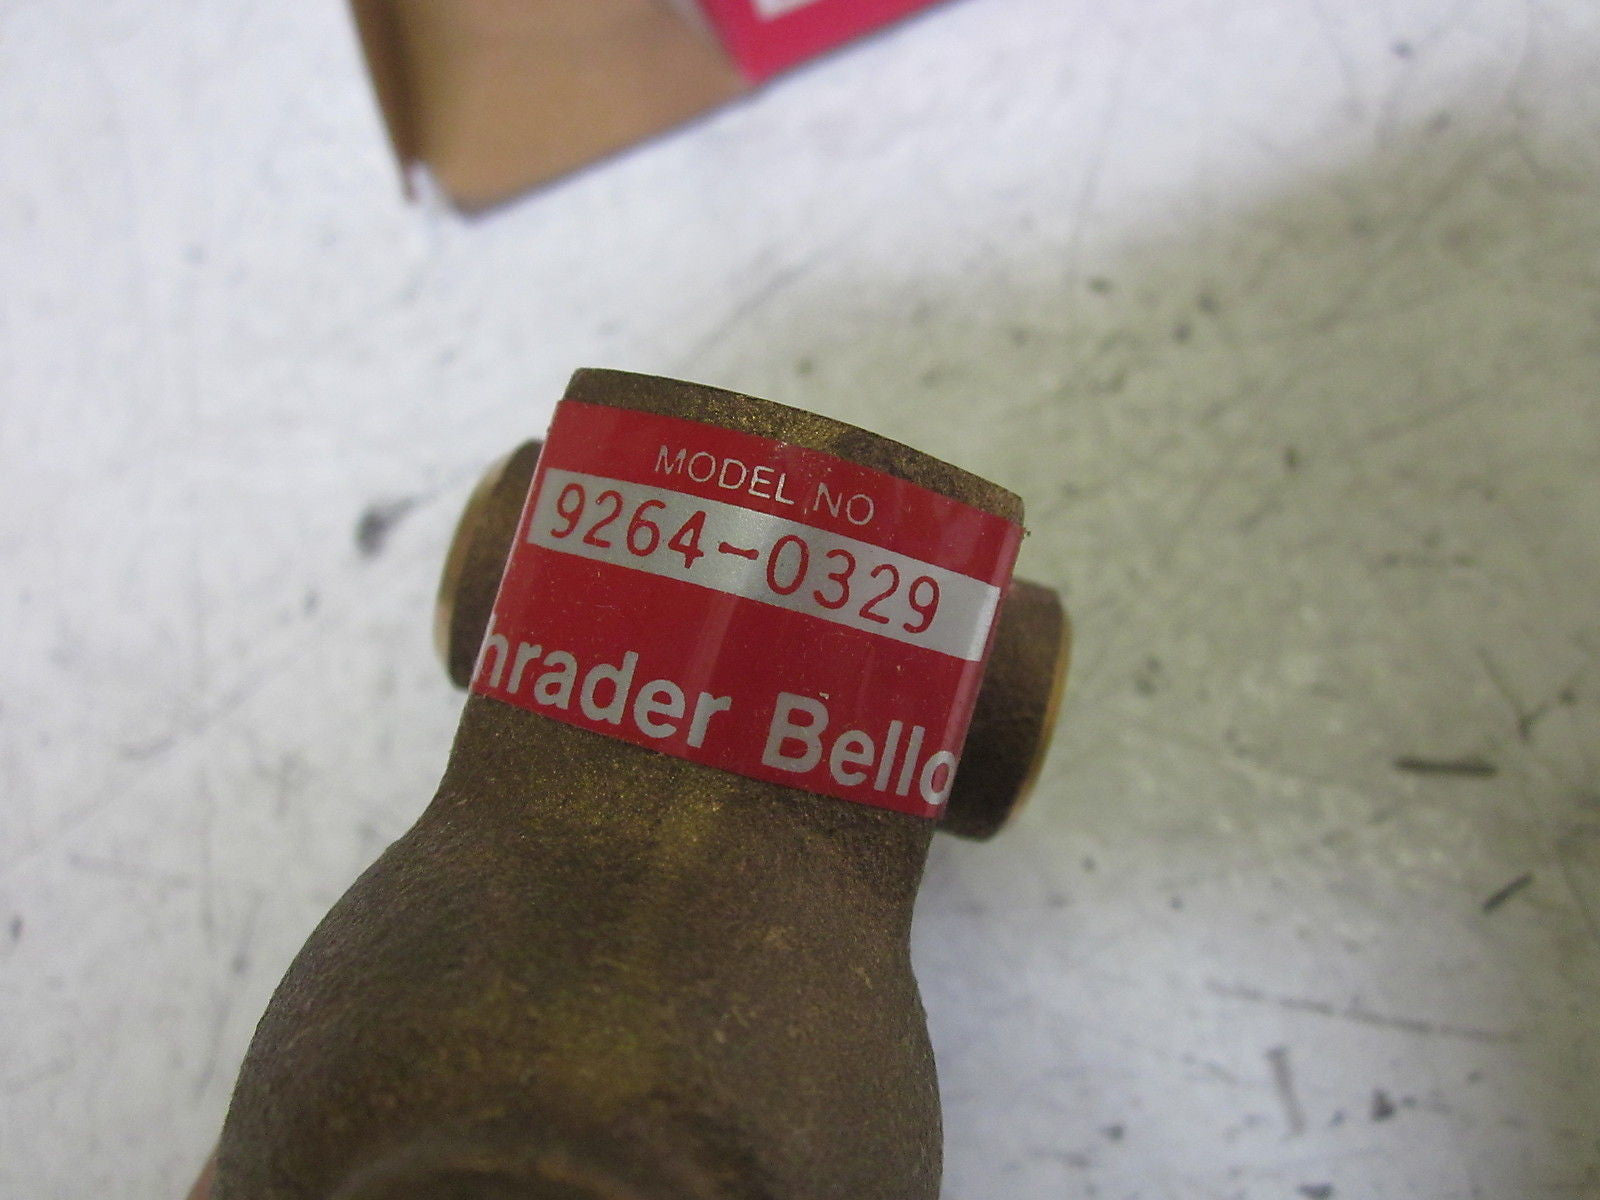 MODEL NO
9264-0329
hrader Bello